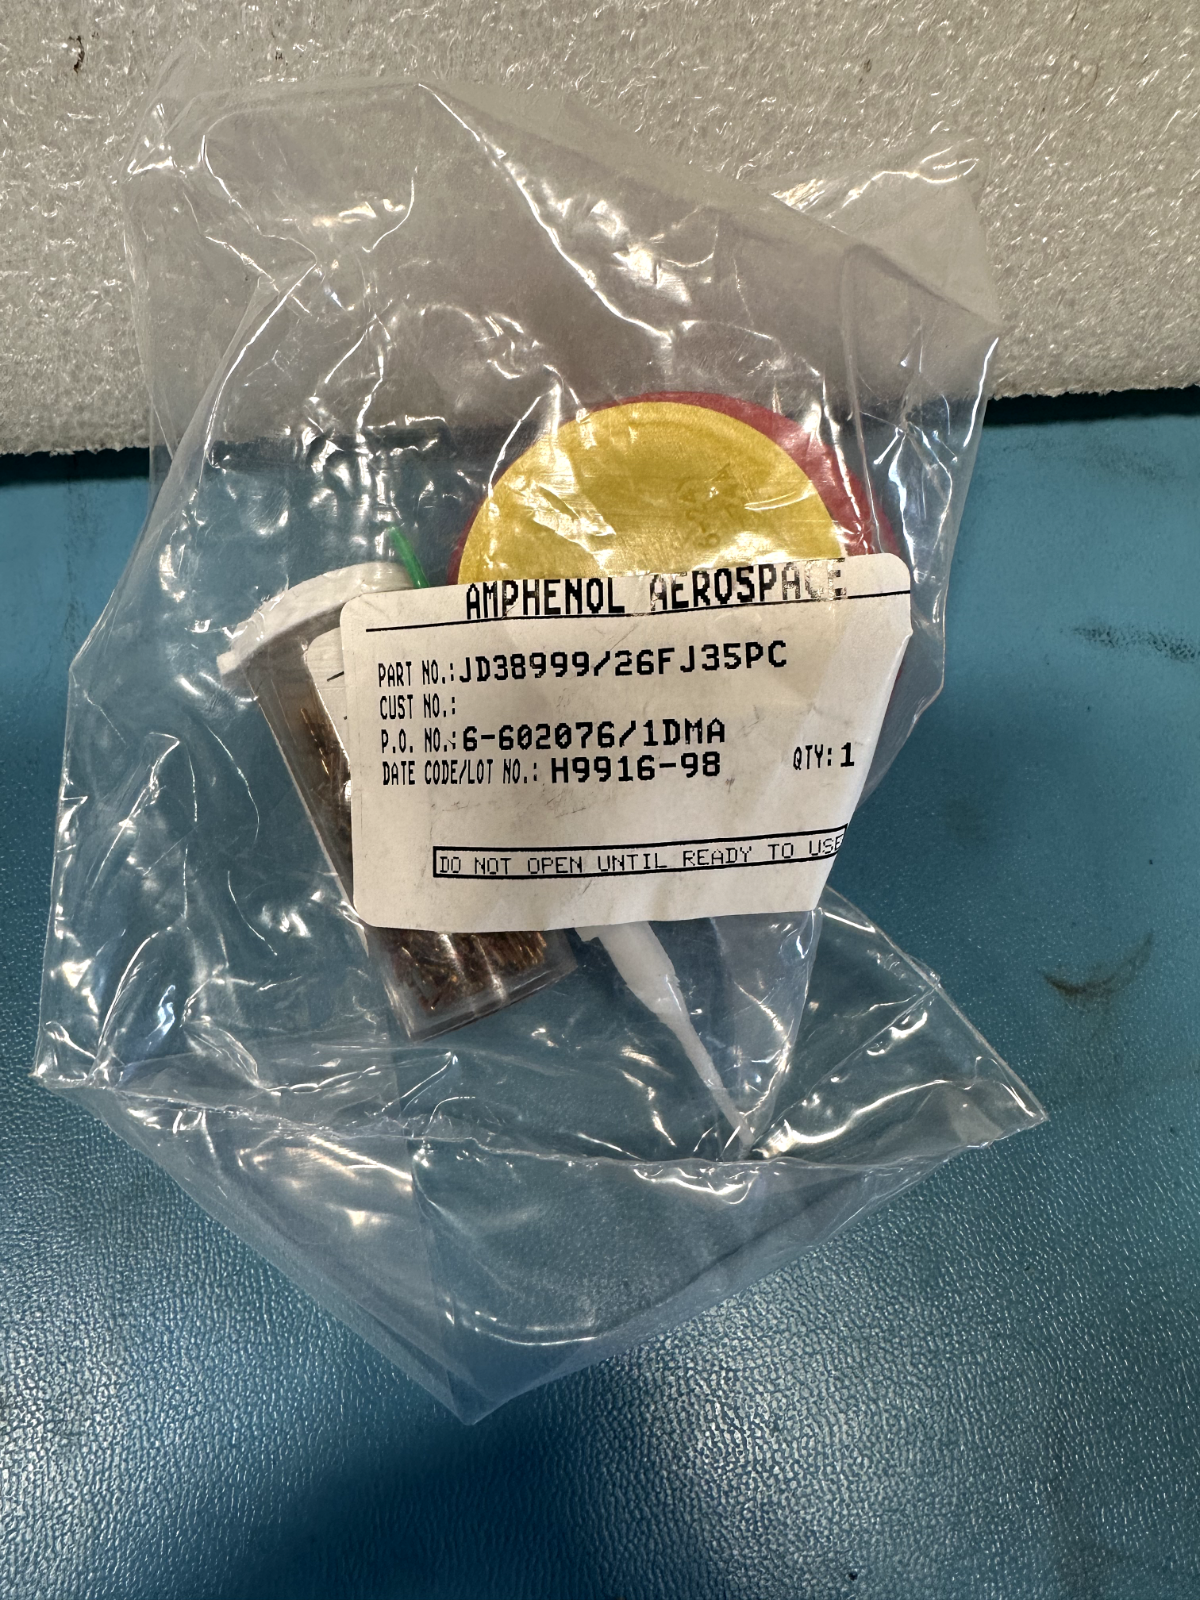 AMPHENOL AEROSPACE
PART NO.: JD38999/26FJ35PC
CUST NO.:
P.O. NO.: 6-602076/1DMA
DATE CODE/LOT NO.: H9916-98 QTY: 1
DO NOT OPEN UNTIL READY TO USE